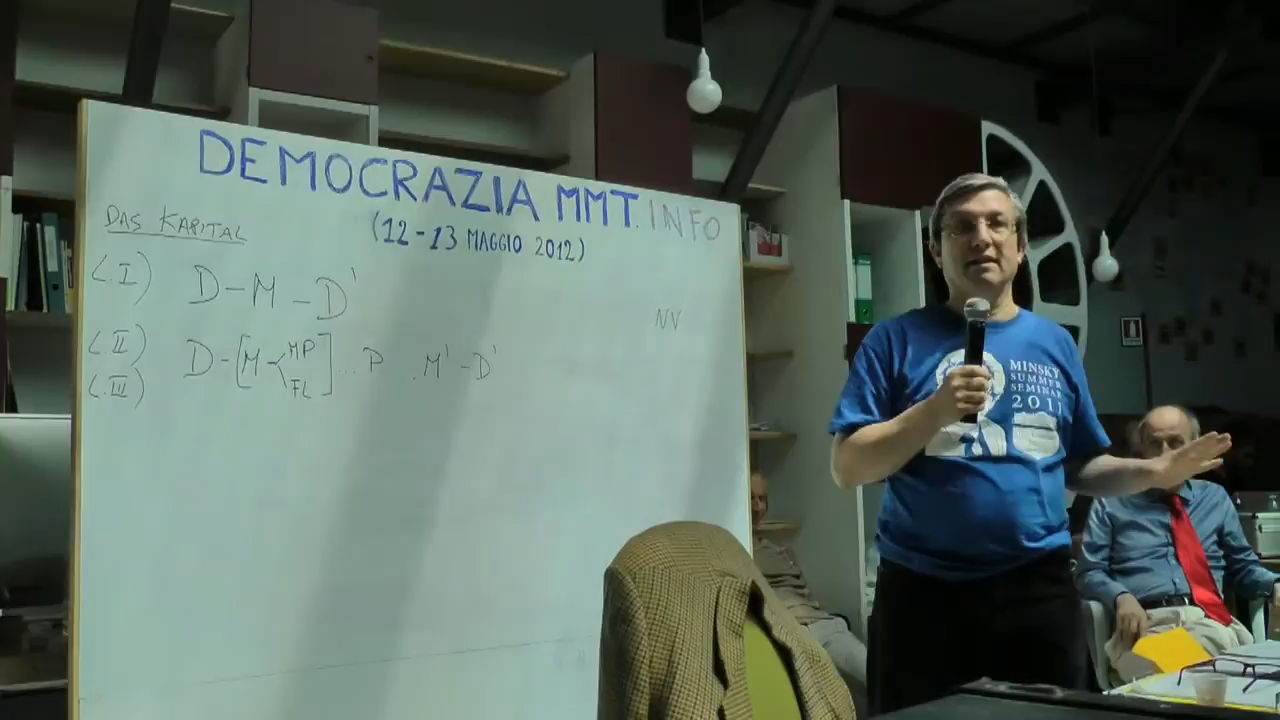 DEMOCRAZIA MMT.INFO
(12-13 MAGGIO 2012)
DAS KAPITAL
(I) D-M-D'
NV
(II) D-[M-<MP FL]...P . M'-D'
(III)
MINSKY
SUMMER
SEMINAR
2011